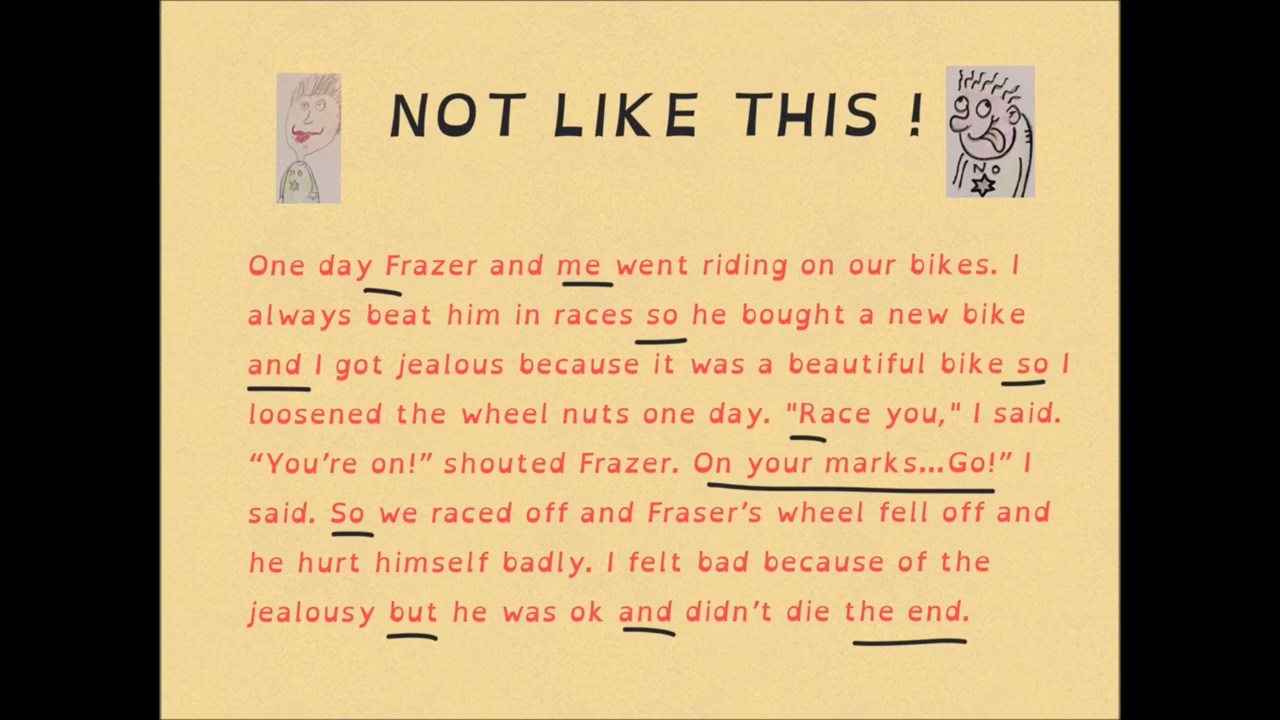 NOT LIKE THIS !
NO
One day Frazer and me went riding on our bikes. I
always beat him in races so he bought a new bike
and I got jealous because it was a beautiful bike so I
loosened the wheel nuts one day. "Race you," I said.
“You’re on!” shouted Frazer. On your marks...Go!” I
said. So we raced off and Fraser’s wheel fell off and
he hurt himself badly. I felt bad because of the
jealousy but he was ok and didn’t die the end.